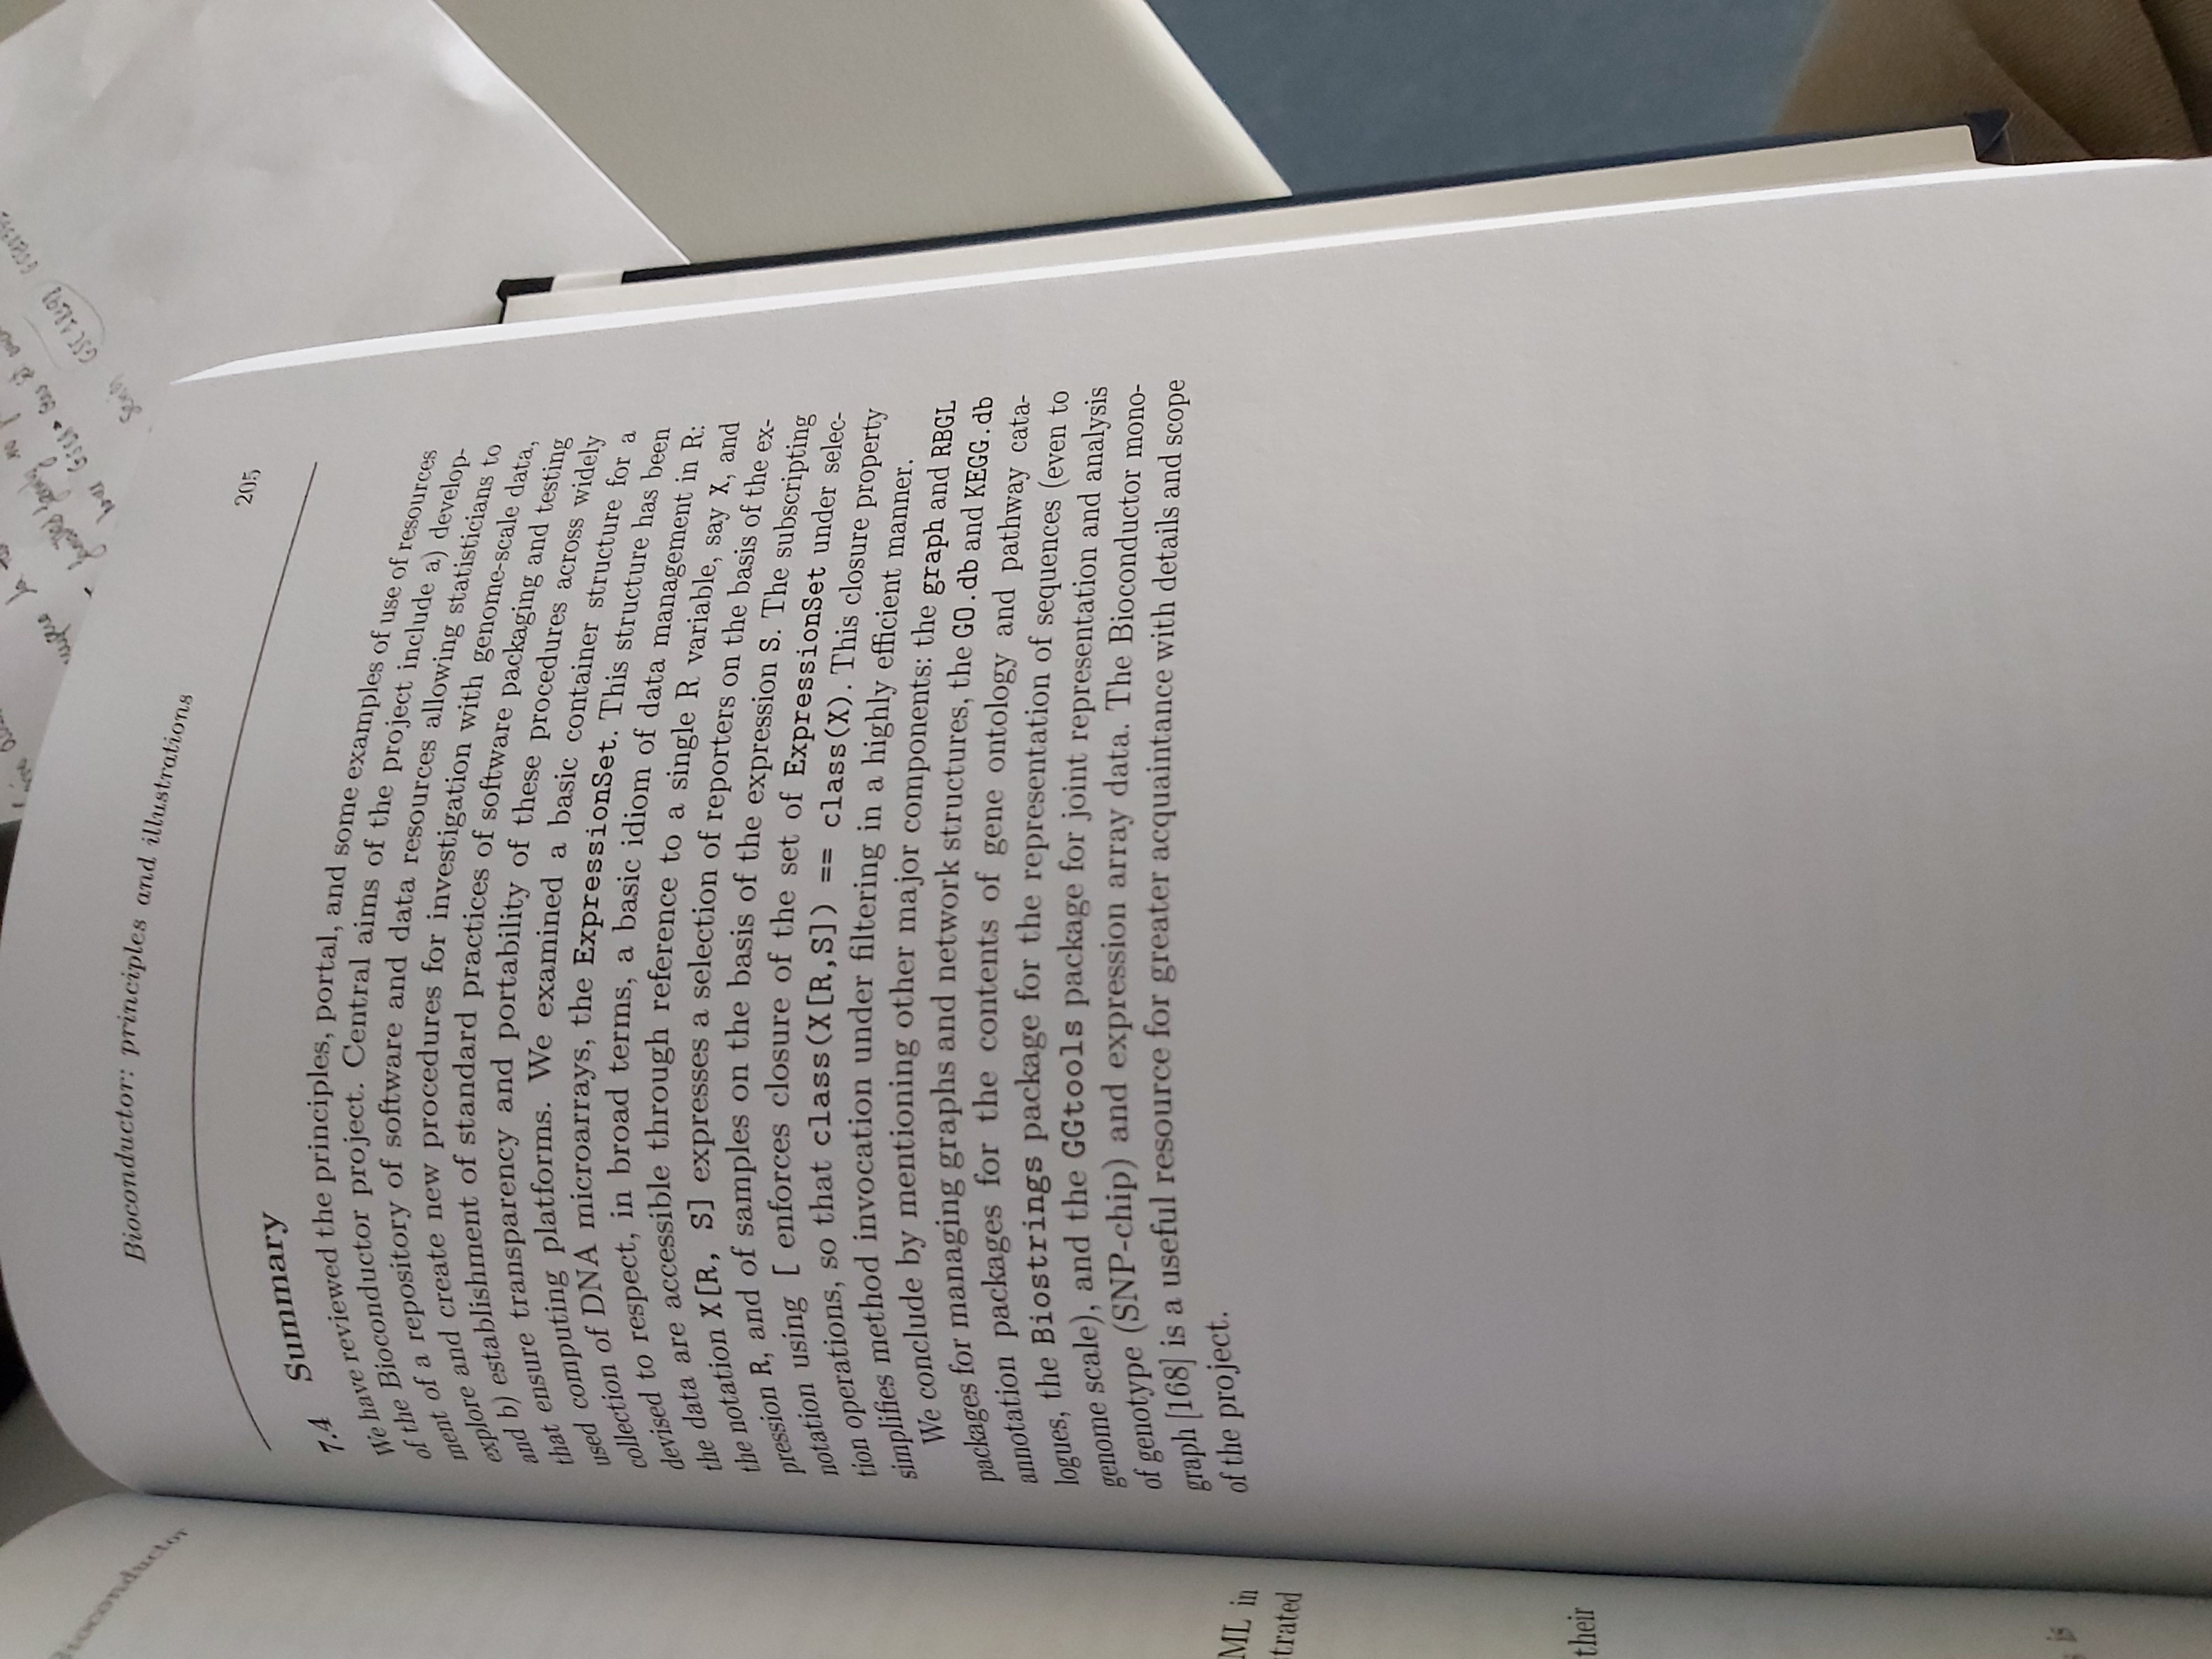 Bioconductor
ML in
trated
their
is
Bioconductor: principles and illustrations
205
7.4 Summary
We have reviewed the principles, portal, and some examples of use of resources
of the Bioconductor project. Central aims of the project include a) develop-
ment of a repository of software and data resources allowing statisticians to
explore and create new procedures for investigation with genome-scale data,
and b) establishment of standard practices of software packaging and testing
that ensure transparency and portability of these procedures across widely
used computing platforms. We examined a basic container structure for a
collection of DNA microarrays, the ExpressionSet. This structure has been
devised to respect, in broad terms, a basic idiom of data management in R:
the data are accessible through reference to a single R variable, say X, and
the notation X[R, S] expresses a selection of reporters on the basis of the ex-
pression R, and of samples on the basis of the expression S. The subscripting
notation using [ enforces closure of the set of ExpressionSet under selec-
tion operations, so that class(X[R,S]) == class(X). This closure property
simplifies method invocation under filtering in a highly efficient manner.
We conclude by mentioning other major components: the graph and RBGL
packages for managing graphs and network structures, the GO.db and KEGG.db
annotation packages for the contents of gene ontology and pathway cata-
logues, the Biostrings package for the representation of sequences (even to
genome scale), and the GGtools package for joint representation and analysis
of genotype (SNP-chip) and expression array data. The Bioconductor mono-
graph [168] is a useful resource for greater acquaintance with details and scope
of the project.